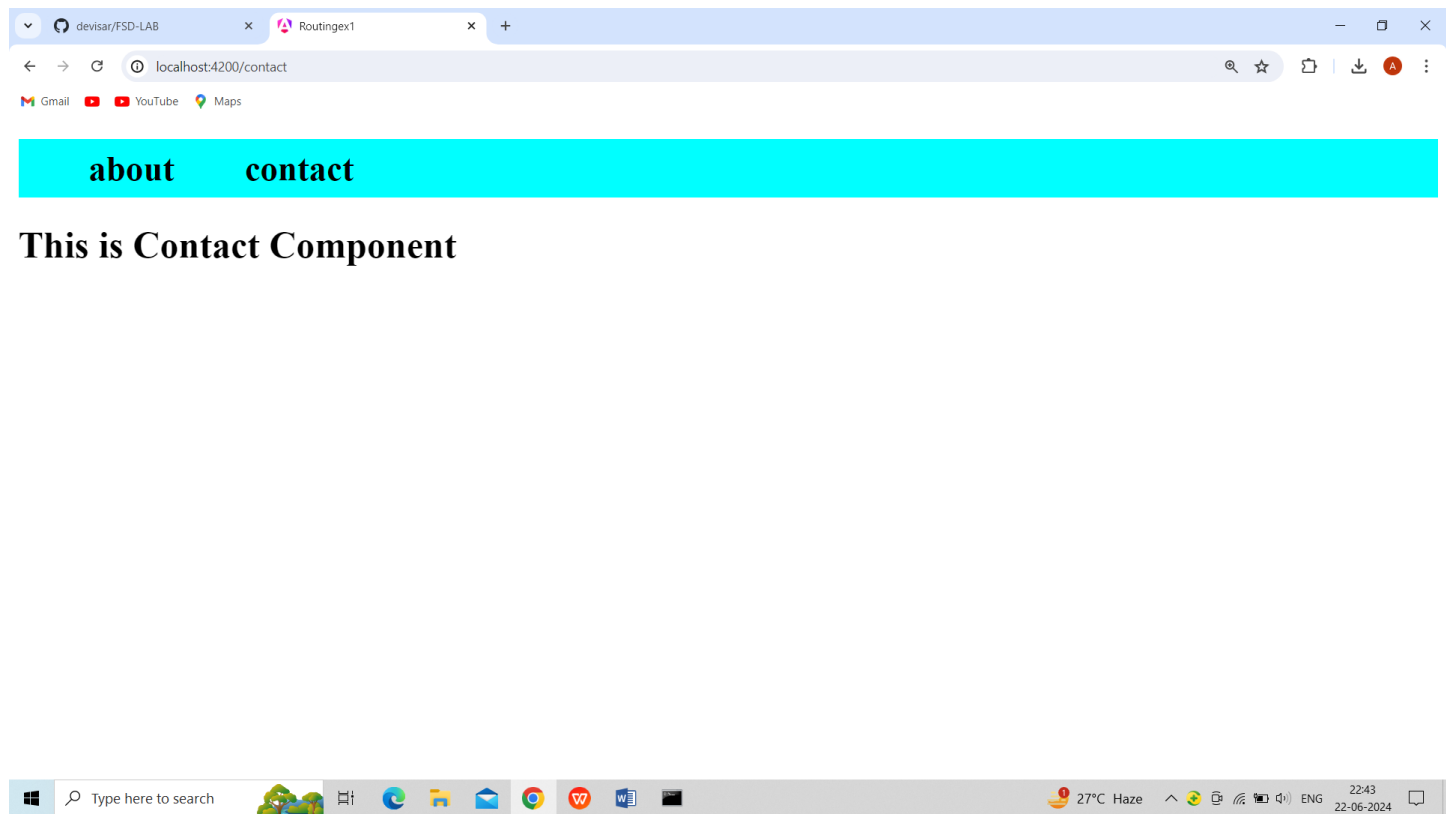 devisar/FSD-LAB Routingex1
localhost:4200/contact
A
Gmail YouTube Maps
about contact
This is Contact Component
Type here to search 1 27°C Haze ENG 22:43
22-06-2024